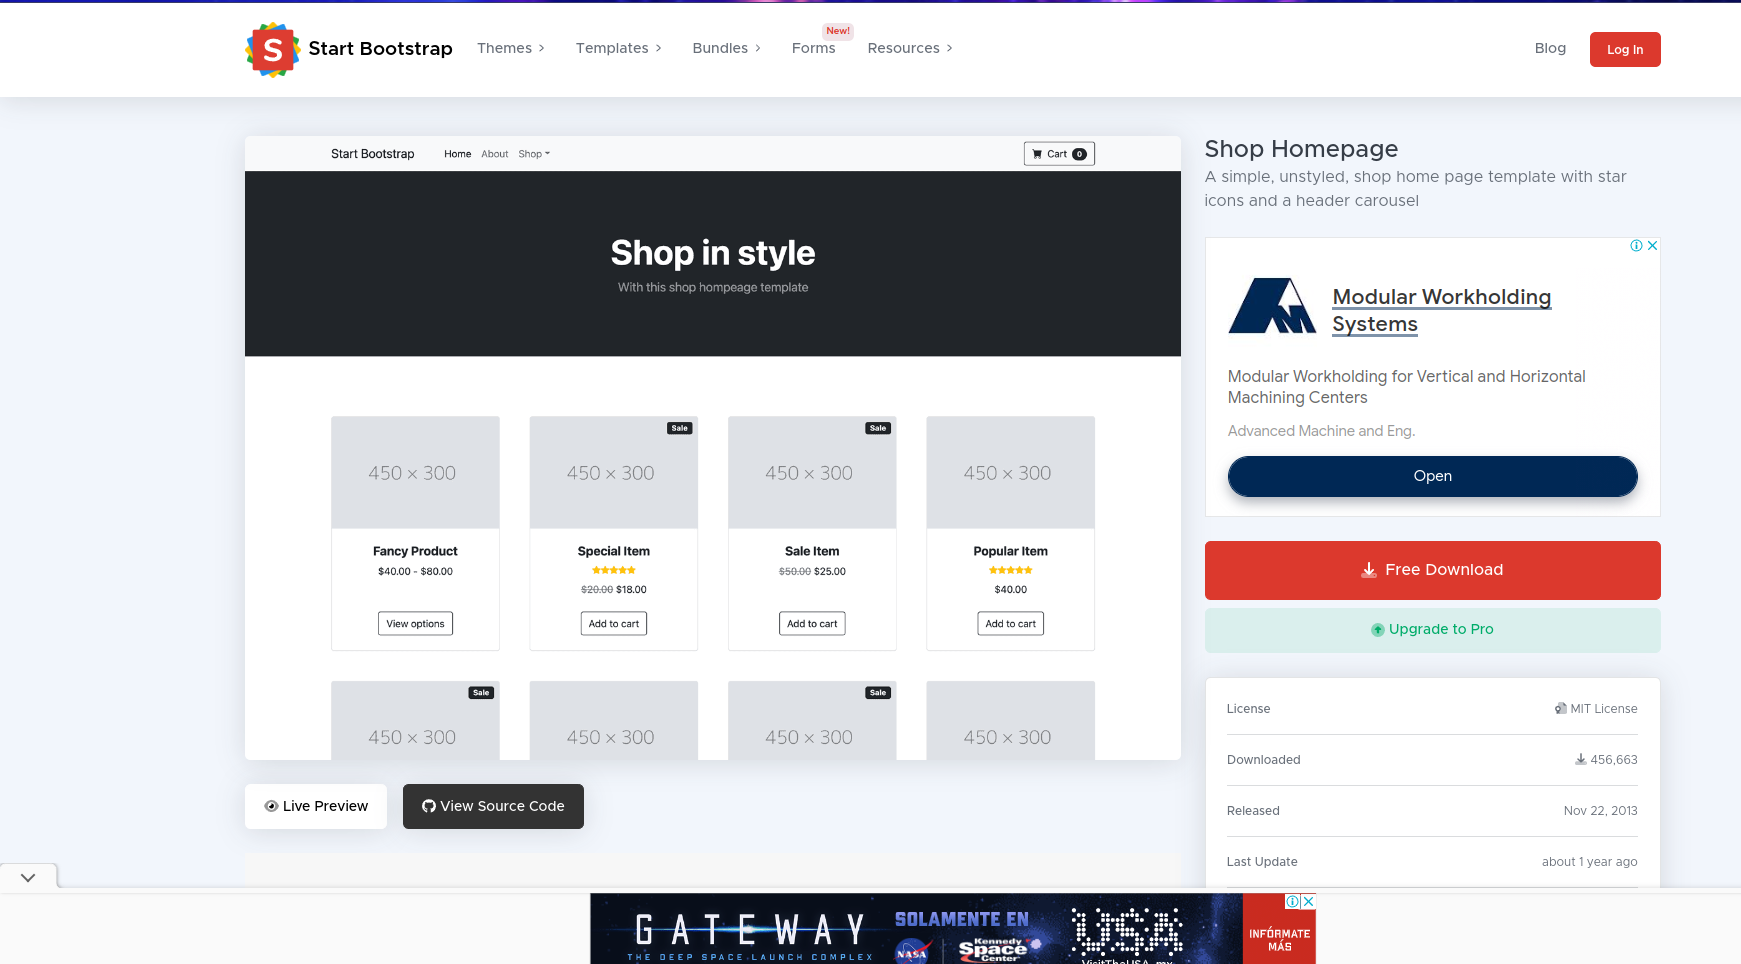 S Start Bootstrap Themes Templates Bundles Forms New! Resources Blog Log In
Start Bootstrap Home About Shop Cart 0
Shop in style
With this shop hompeage template
450 × 300 Sale 450 × 300 Sale 450 × 300 450 × 300
Fancy Product Special Item Sale Item Popular Item
$40.00 - $80.00 $50.00 $25.00
$20.00 $18.00 $40.00
View options Add to cart Add to cart Add to cart
Sale Sale
450 × 300 450 × 300 450 × 300 450 × 300
Live Preview View Source Code
Shop Homepage
A simple, unstyled, shop home page template with star
icons and a header carousel
Modular Workholding
Systems
Modular Workholding for Vertical and Horizontal
Machining Centers
Advanced Machine and Eng.
Open
Free Download
Upgrade to Pro
License MIT License
Downloaded 456,663
Released Nov 22, 2013
Last Update about 1 year ago
GATEWAY
THE DEEP SPACE LAUNCH COMPLEX
SOLAMENTE EN
NASA Kennedy
Space
Center
USA
VisitTheUSA.mx
INFÓRMATE
MÁS